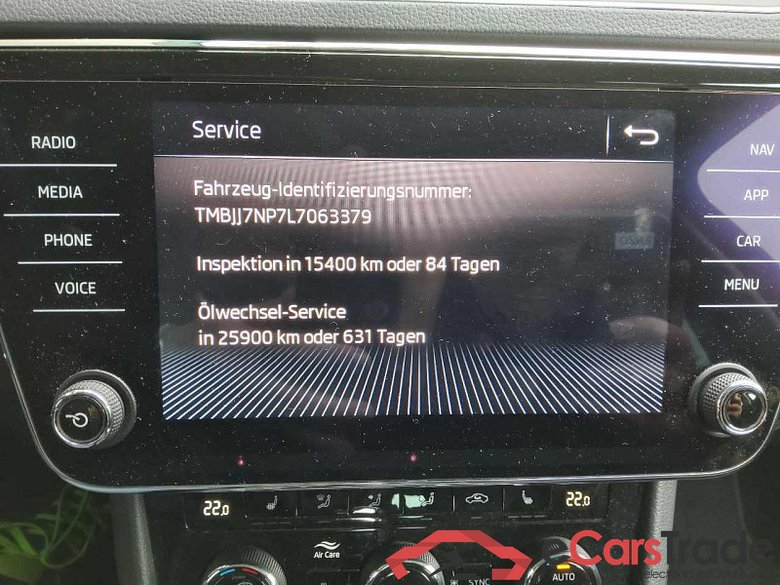 Service
RADIO
MEDIA
PHONE
VOICE
Fahrzeug-Identifizierungsnummer:
TMBJJ7NP7L7063379
Inspektion in 15400 km oder 84 Tagen
Ölwechsel-Service
in 25900 km oder 631 Tagen
NAV
APP
CAR
MENU
22.0
22.0
Air Care
SYNC
AUTO
CarsTrade